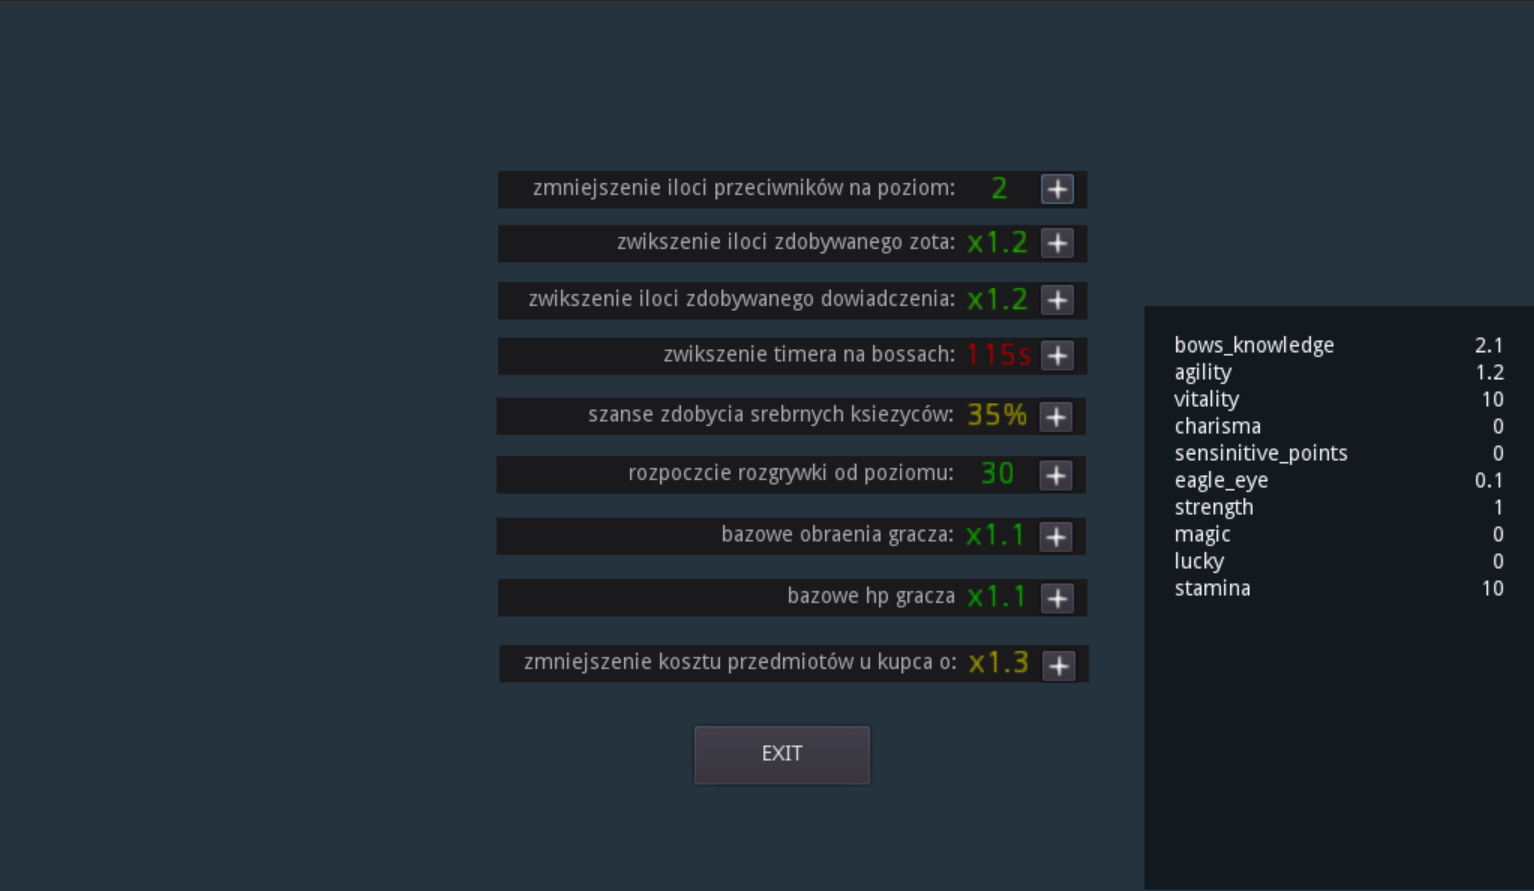 zmniejszenie iloci przeciwników na poziom: 2 +
zwikszenie iloci zdobywanego zota: x1.2 +
zwikszenie iloci zdobywanego dowiadczenia: x1.2 +
zwikszenie timera na bossach: 115s +
szanse zdobycia srebrnych ksiezyców: 35% +
rozpoczcie rozgrywki od poziomu: 30 +
bazowe obraenia gracza: x1.1 +
bazowe hp gracza x1.1 +
zmniejszenie kosztu przedmiotów u kupca o: x1.3 +
EXIT
bows_knowledge 2.1
agility 1.2
vitality 10
charisma 0
sensinitive_points 0
eagle_eye 0.1
strength 1
magic 0
lucky 0
stamina 10